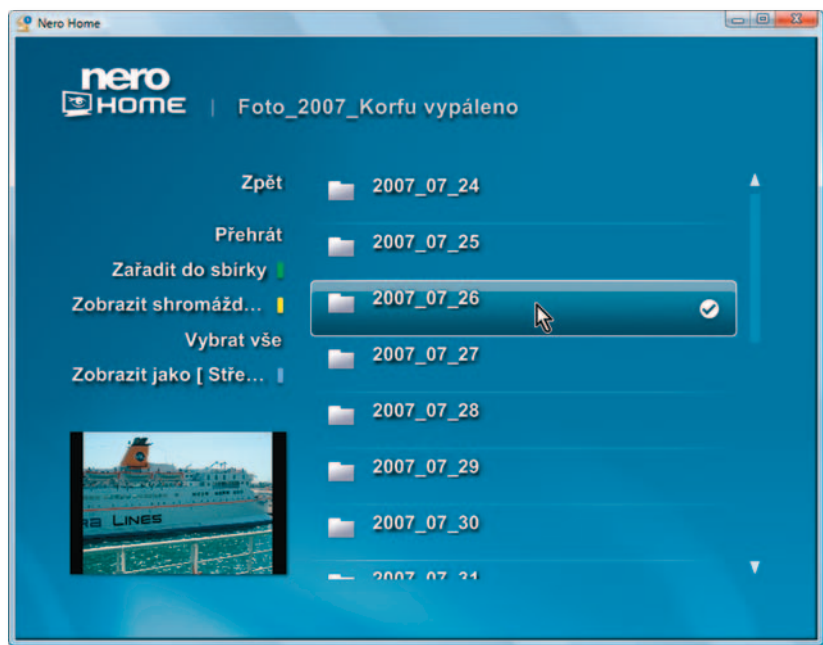 Nero Home
nero
HOME | Foto_2007_Korfu vypáleno
Zpět
Přehrát
Zařadit do sbírky
Zobrazit shromážd...
Vybrat vše
Zobrazit jako [ Stře...
2007_07_24
2007_07_25
2007_07_26
2007_07_27
2007_07_28
2007_07_29
2007_07_30
2007_07_31
LINES